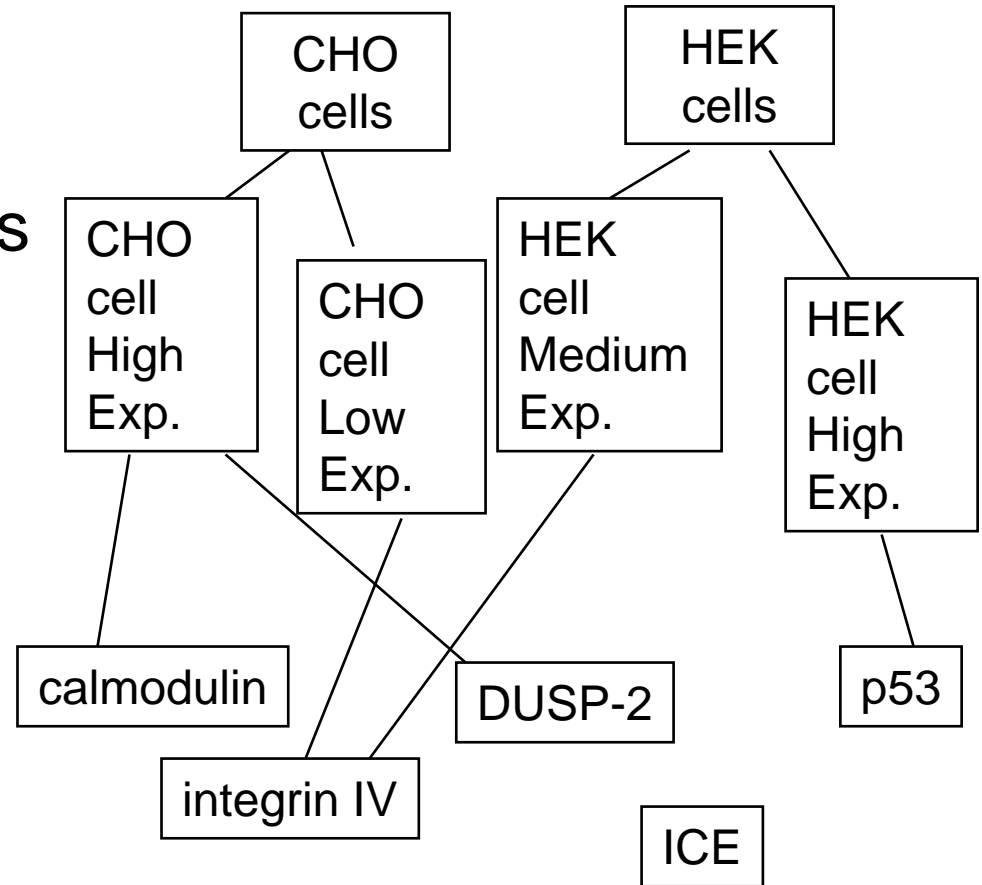 CHO
cells
HEK
cells
s
CHO
cell
High
Exp.
CHO
cell
Low
Exp.
HEK
cell
Medium
Exp.
HEK
cell
High
Exp.
calmodulin
DUSP-2
p53
integrin IV
ICE